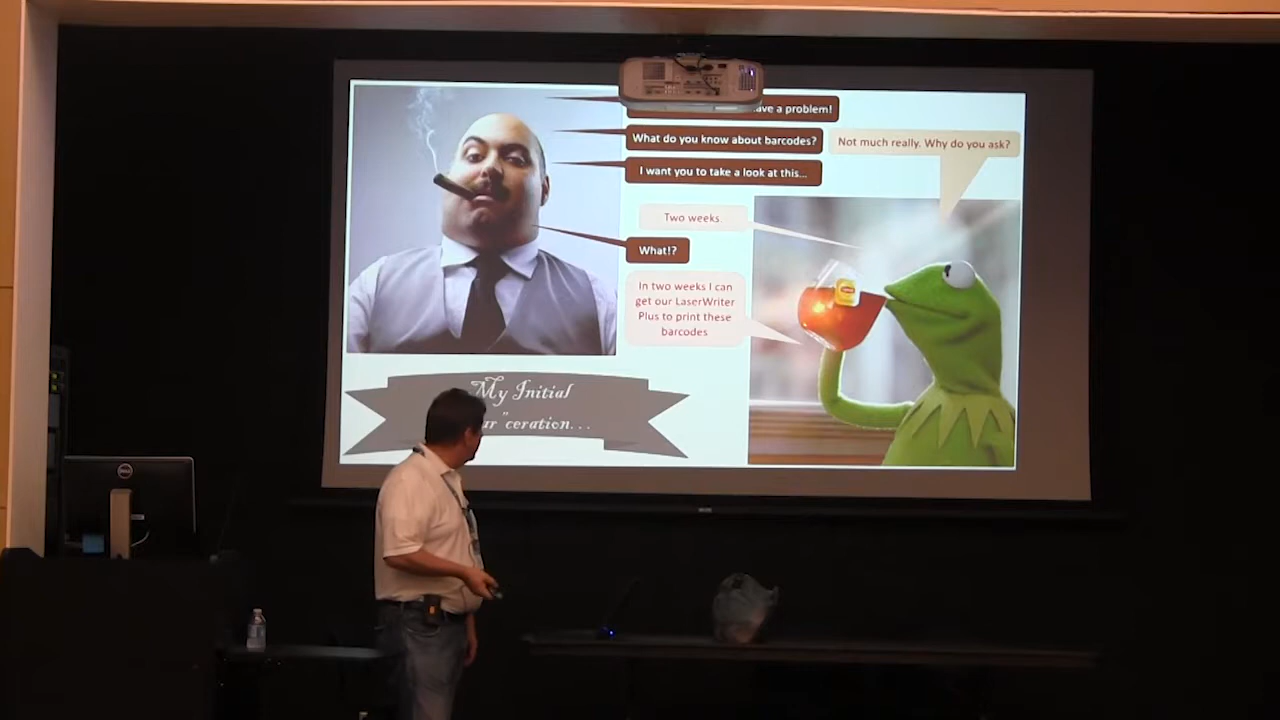 ave a problem!
What do you know about barcodes?
Not much really. Why do you ask?
I want you to take a look at this...
Two weeks.
What!?
In two weeks I can
get our LaserWriter
Plus to print these
barcodes
My Initial
"ceration...
DELL